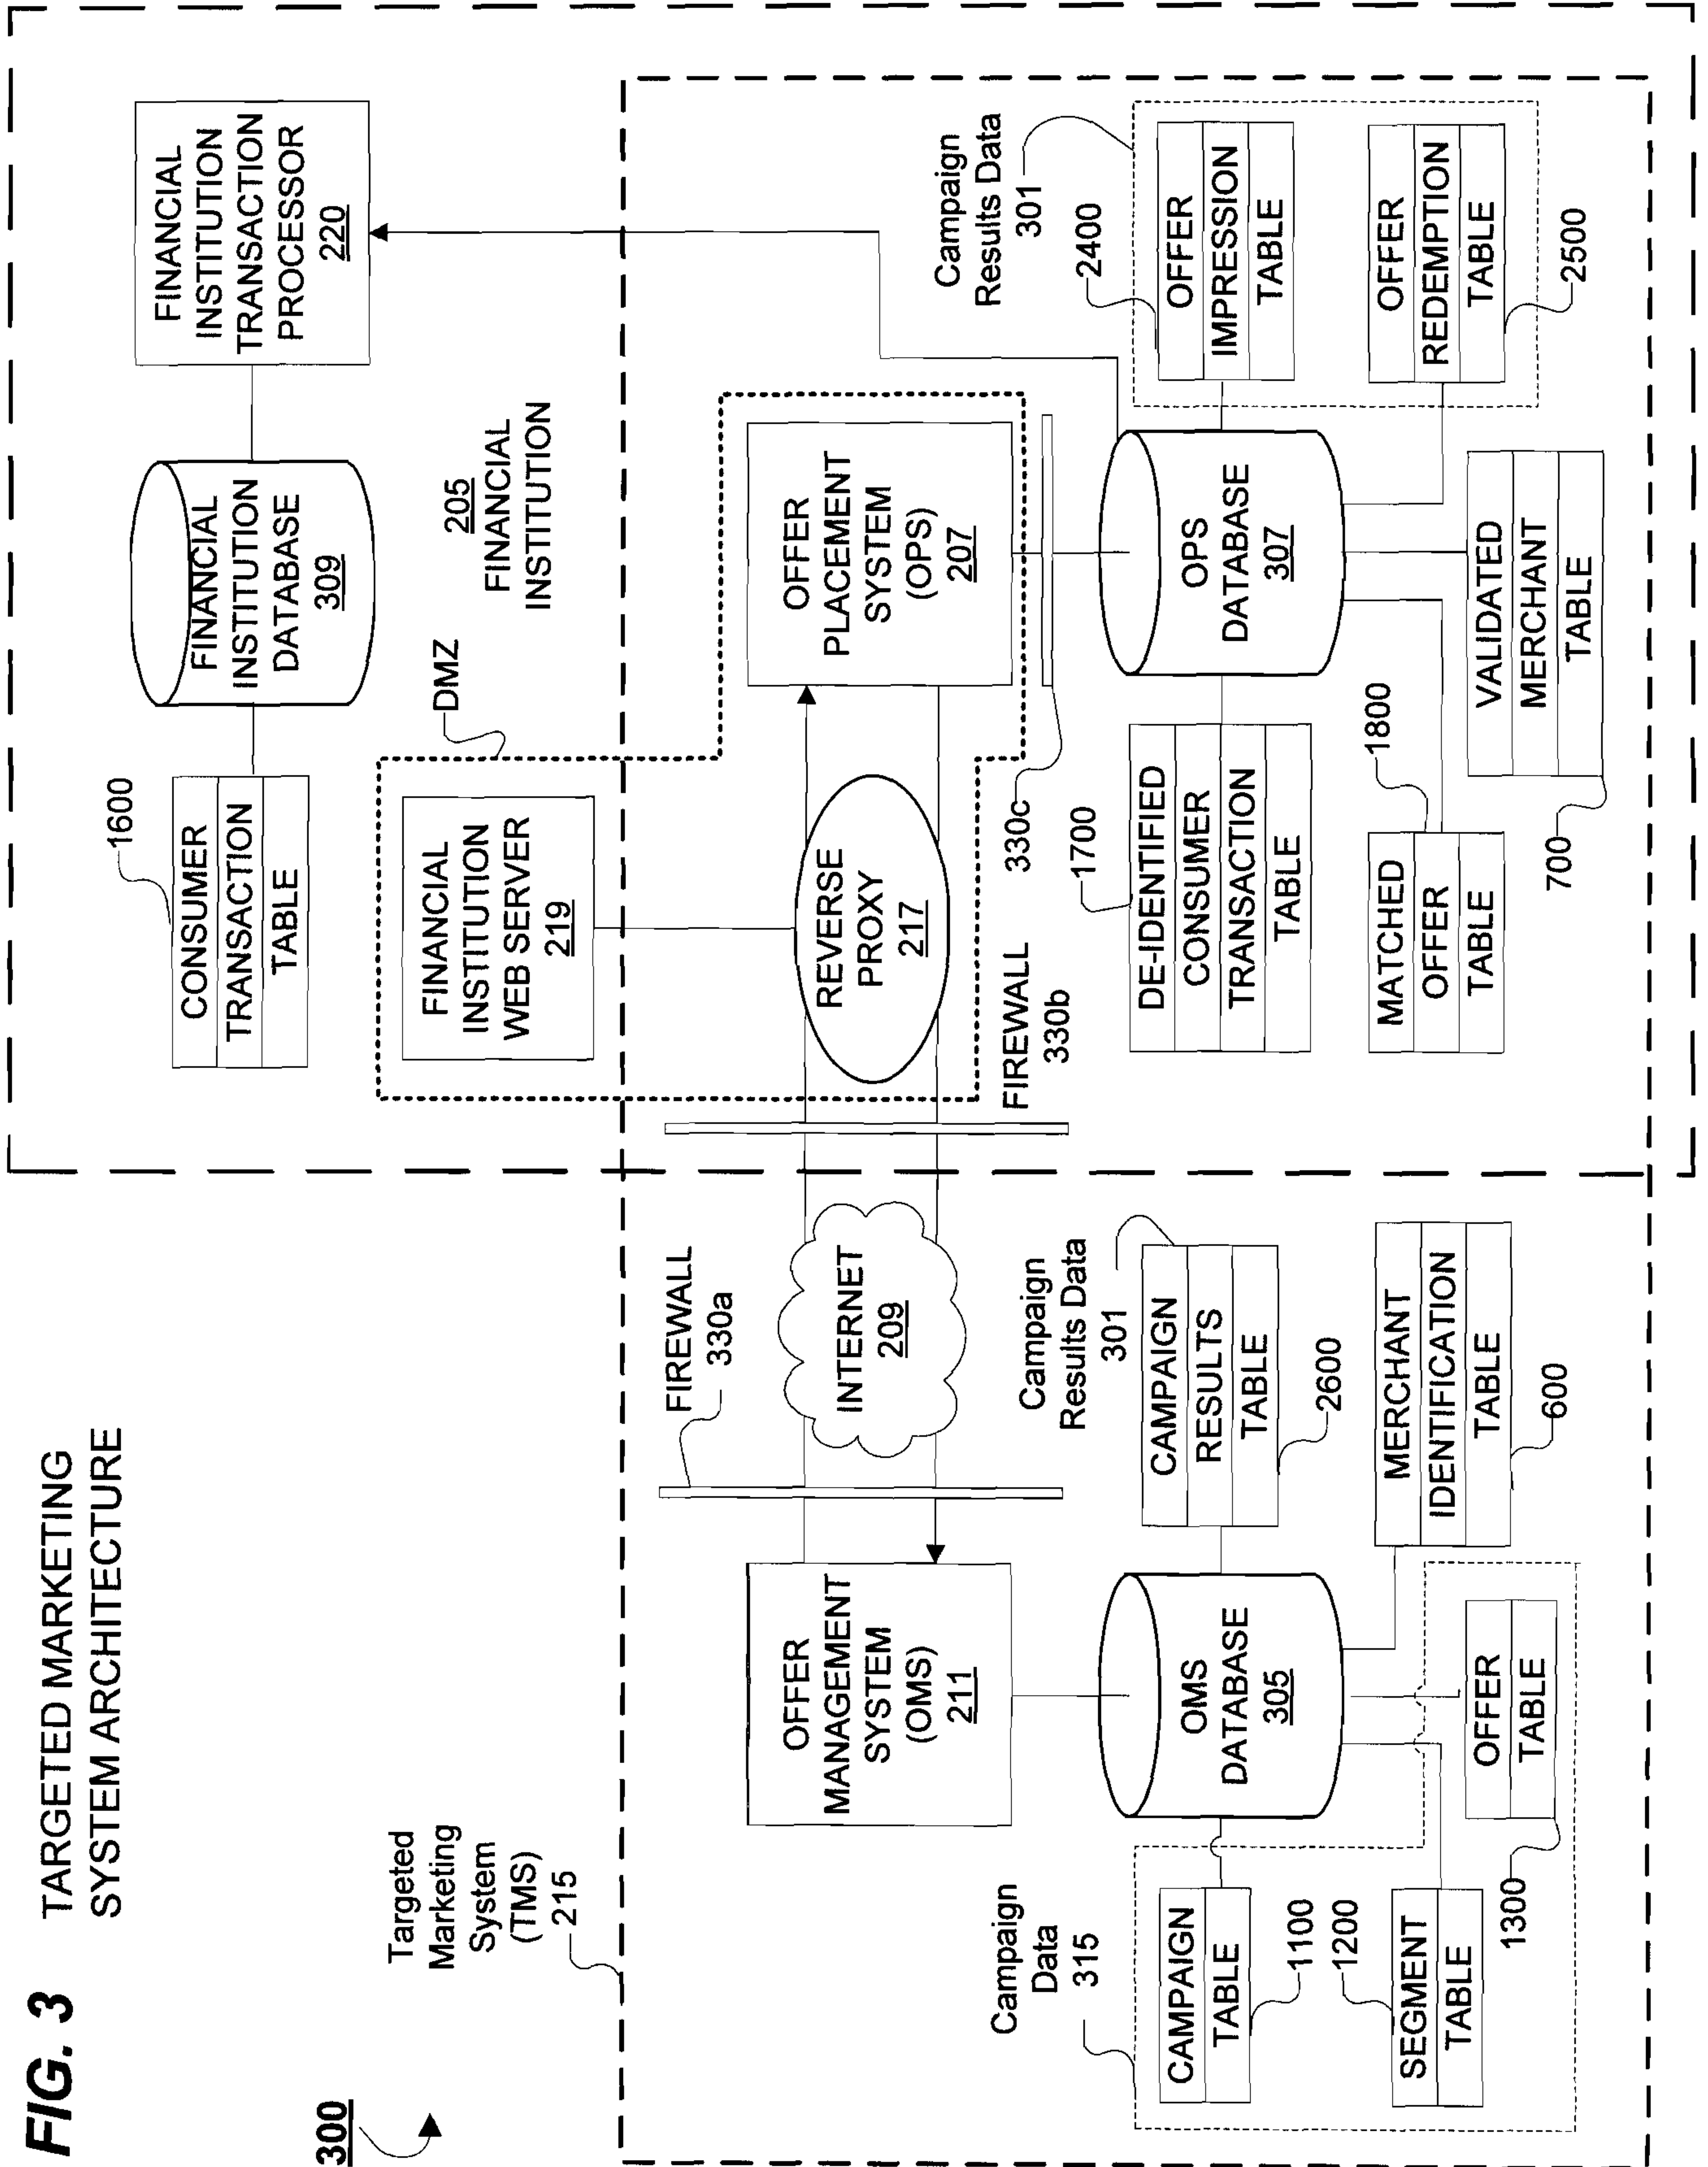 FIG. 3
TARGETED MARKETING
SYSTEM ARCHITECTURE
300
Targeted
Marketing
System
(TMS)
215
CONSUMER
TRANSACTION
TABLE
1600
FINANCIAL
INSTITUTION
DATABASE
309
FINANCIAL
INSTITUTION
TRANSACTION
PROCESSOR
220
DMZ
205
FINANCIAL
INSTITUTION
FINANCIAL
INSTITUTION
WEB SERVER
219
FIREWALL
330a
OFFER
MANAGEMENT
SYSTEM
(OMS)
211
INTERNET
209
REVERSE
PROXY
217
OFFER
PLACEMENT
SYSTEM
(OPS)
207
FIREWALL
330b
330c
Campaign
Data
315
CAMPAIGN
TABLE
1100
1200
SEGMENT
TABLE
1300
OFFER
TABLE
OMS
DATABASE
305
Campaign
Results Data
301
CAMPAIGN
RESULTS
TABLE
2600
MERCHANT
IDENTIFICATION
TABLE
600
1700
DE-IDENTIFIED
CONSUMER
TRANSACTION
TABLE
MATCHED
OFFER
TABLE
1800
OPS
DATABASE
307
VALIDATED
MERCHANT
TABLE
700
Campaign
Results Data
301
2400
OFFER
IMPRESSION
TABLE
OFFER
REDEMPTION
TABLE
2500